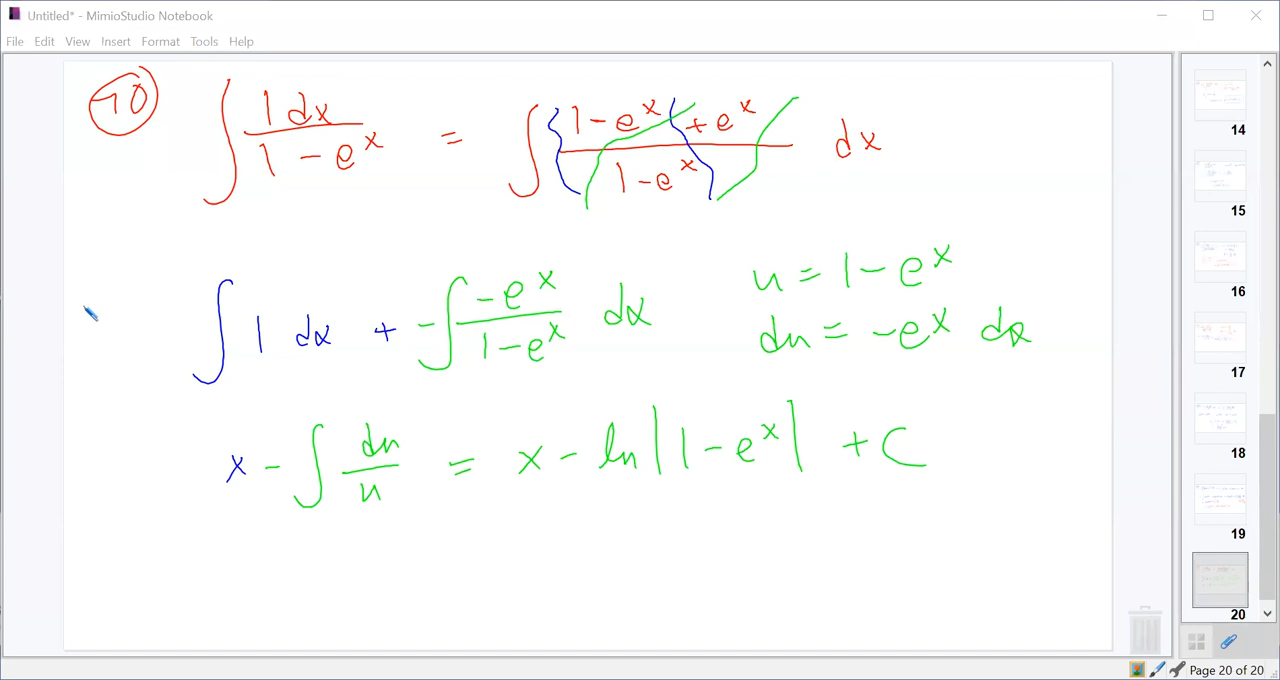 Untitled* - MimioStudio Notebook
File Edit View Insert Format Tools Help
70 ∫ 1 dx / (1 - e^x) = ∫ (1 - e^x + e^x) / (1 - e^x) dx
∫ 1 dx + - ∫ (-e^x) / (1 - e^x) dx
u = 1 - e^x
du = -e^x dx
x - ∫ du / u = x - ln |1 - e^x| + C
14
15
16
17
18
19
20
Page 20 of 20